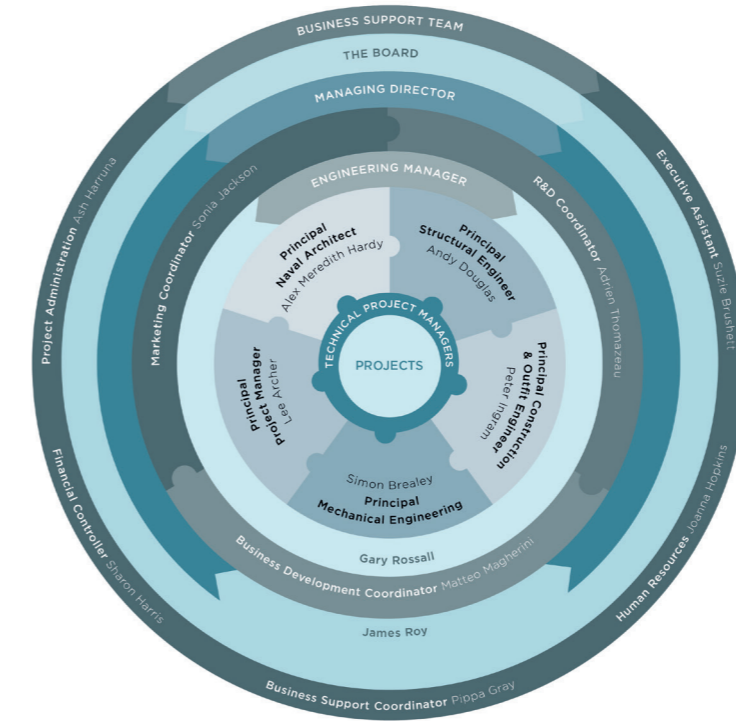 BUSINESS SUPPORT TEAM
THE BOARD
MANAGING DIRECTOR
ENGINEERING MANAGER
Project Administration Ash Harruna
Executive Assistant Suzie Brushett
Marketing Coordinator Sonia Jackson
R&D Coordinator Adrien Thomazeau
Principal
Naval Architect
Alex Meredith Hardy
Principal
Structural Engineer
Andy Douglas
TECHNICAL PROJECT MANAGERS
PROJECTS
Principal
Project Manager
Lee Archer
Principal Construction
& Outfit Engineer
Peter Ingram
Simon Brealey
Principal
Mechanical Engineering
Gary Rossall
Business Development Coordinator Matteo Magherini
James Roy
Financial Controller Sharon Harris
Human Resources Joanna Hopkins
Business Support Coordinator Pippa Gray